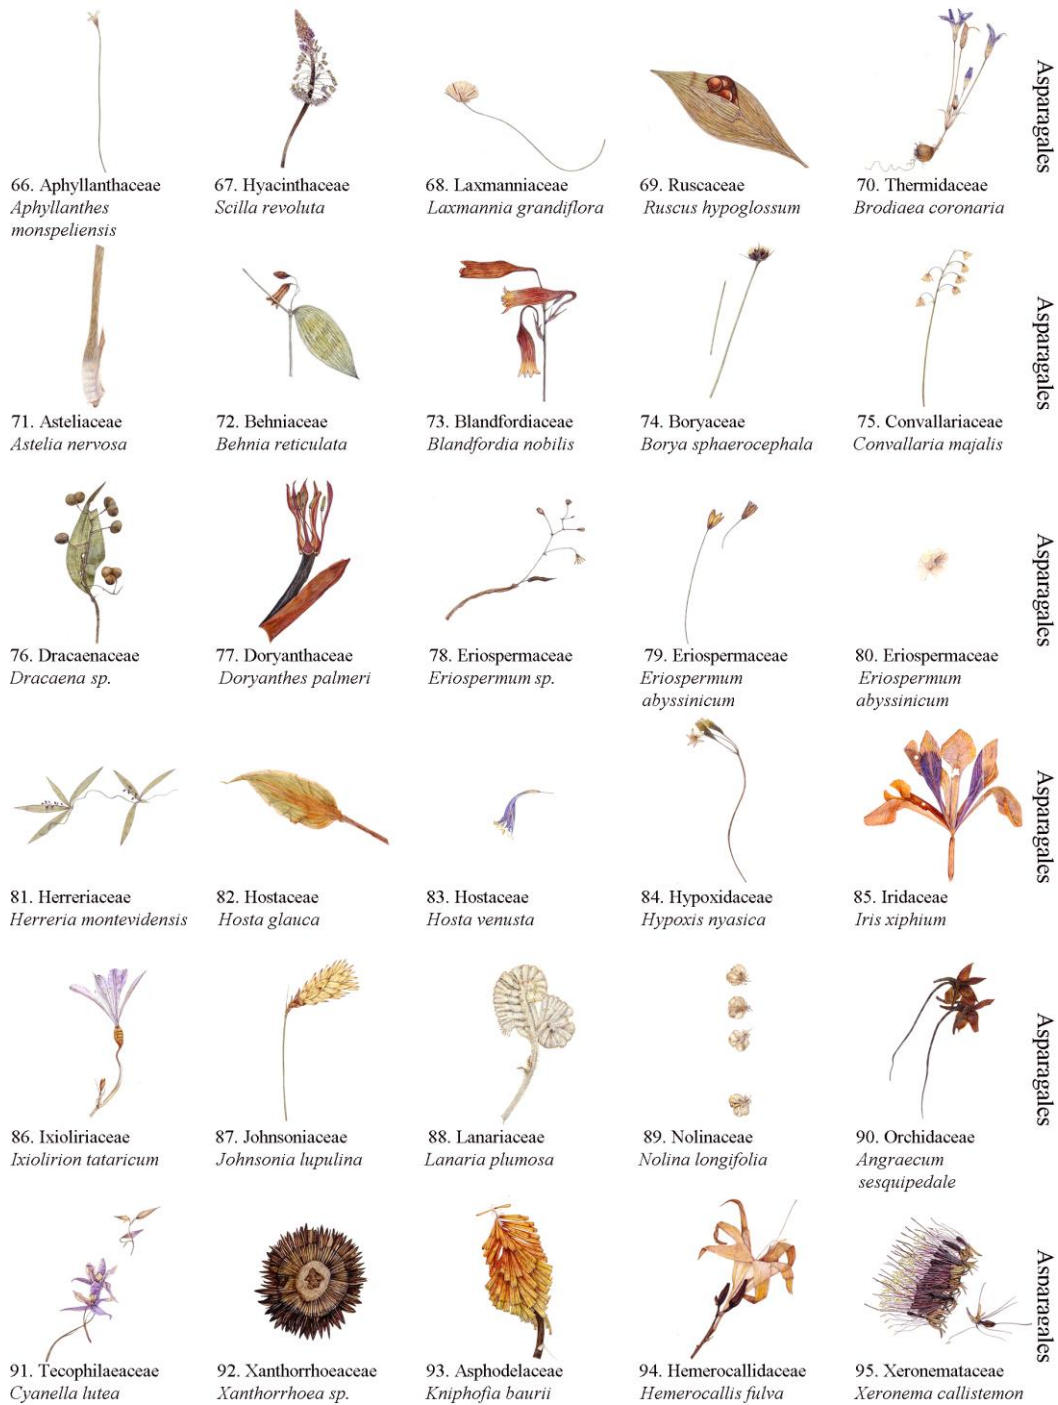 66. Aphyllanthaceae
Aphyllanthes
monspeliensis
67. Hyacinthaceae
Scilla revoluta
68. Laxmanniaceae
Laxmannia grandiflora
69. Ruscaceae
Ruscus hypoglossum
70. Themidaceae
Brodiaea coronaria
Asparagales
71. Asteliaceae
Astelia nervosa
72. Behniaceae
Behnia reticulata
73. Blandfordiaceae
Blandfordia nobilis
74. Boryaceae
Borya sphaerocephala
75. Convallariaceae
Convallaria majalis
Asparagales
76. Dracaenaceae
Dracaena sp.
77. Doryanthaceae
Doryanthes palmeri
78. Eriospermaceae
Eriospermum sp.
79. Eriospermaceae
Eriospermum
abyssinicum
80. Eriospermaceae
Eriospermum
abyssinicum
Asparagales
81. Herreriaceae
Herreria montevidensis
82. Hostaceae
Hosta glauca
83. Hostaceae
Hosta venusta
84. Hypoxidaceae
Hypoxis nyasica
85. Iridaceae
Iris xiphium
Asparagales
86. Ixioliriaceae
Ixiolirion tataricum
87. Johnsoniaceae
Johnsonia lupulina
88. Lanariaceae
Lanaria plumosa
89. Nolinaceae
Nolina longifolia
90. Orchidaceae
Angraecum
sesquipedale
Asparagales
91. Tecophilaeaceae
Cyanella lutea
92. Xanthorrhoeaceae
Xanthorrhoea sp.
93. Asphodelaceae
Kniphofia baurii
94. Hemerocallidaceae
Hemerocallis fulva
95. Xeronemataceae
Xeronema callistemon
Asparagales